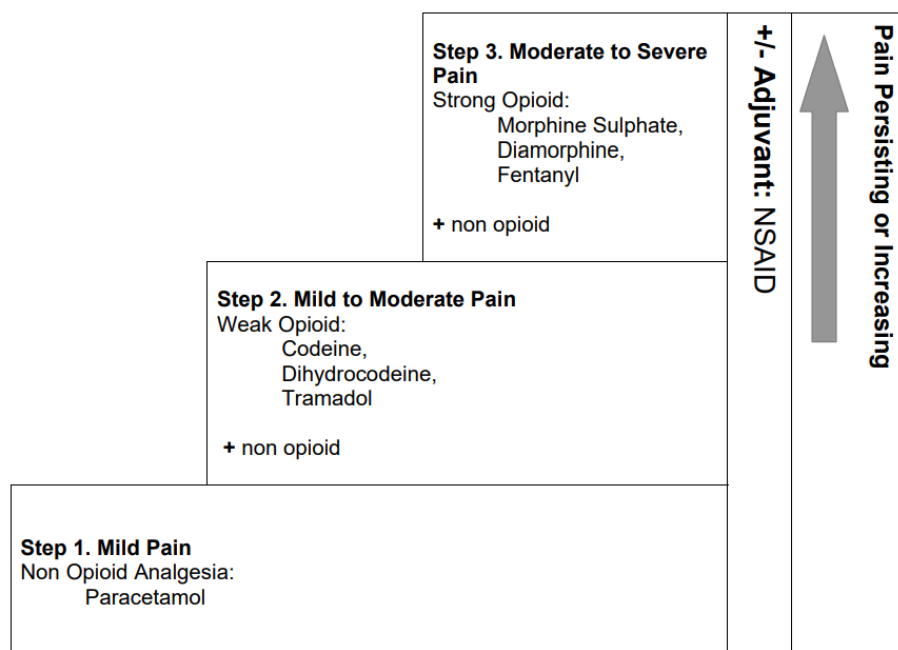 Step 3. Moderate to Severe
Pain
Strong Opioid:
Morphine Sulphate,
Diamorphine,
Fentanyl
+ non opioid
Step 2. Mild to Moderate Pain
Weak Opioid:
Codeine,
Dihydrocodeine,
Tramadol
+ non opioid
Step 1. Mild Pain
Non Opioid Analgesia:
Paracetamol
+/- Adjuvant: NSAID
Pain Persisting or Increasing